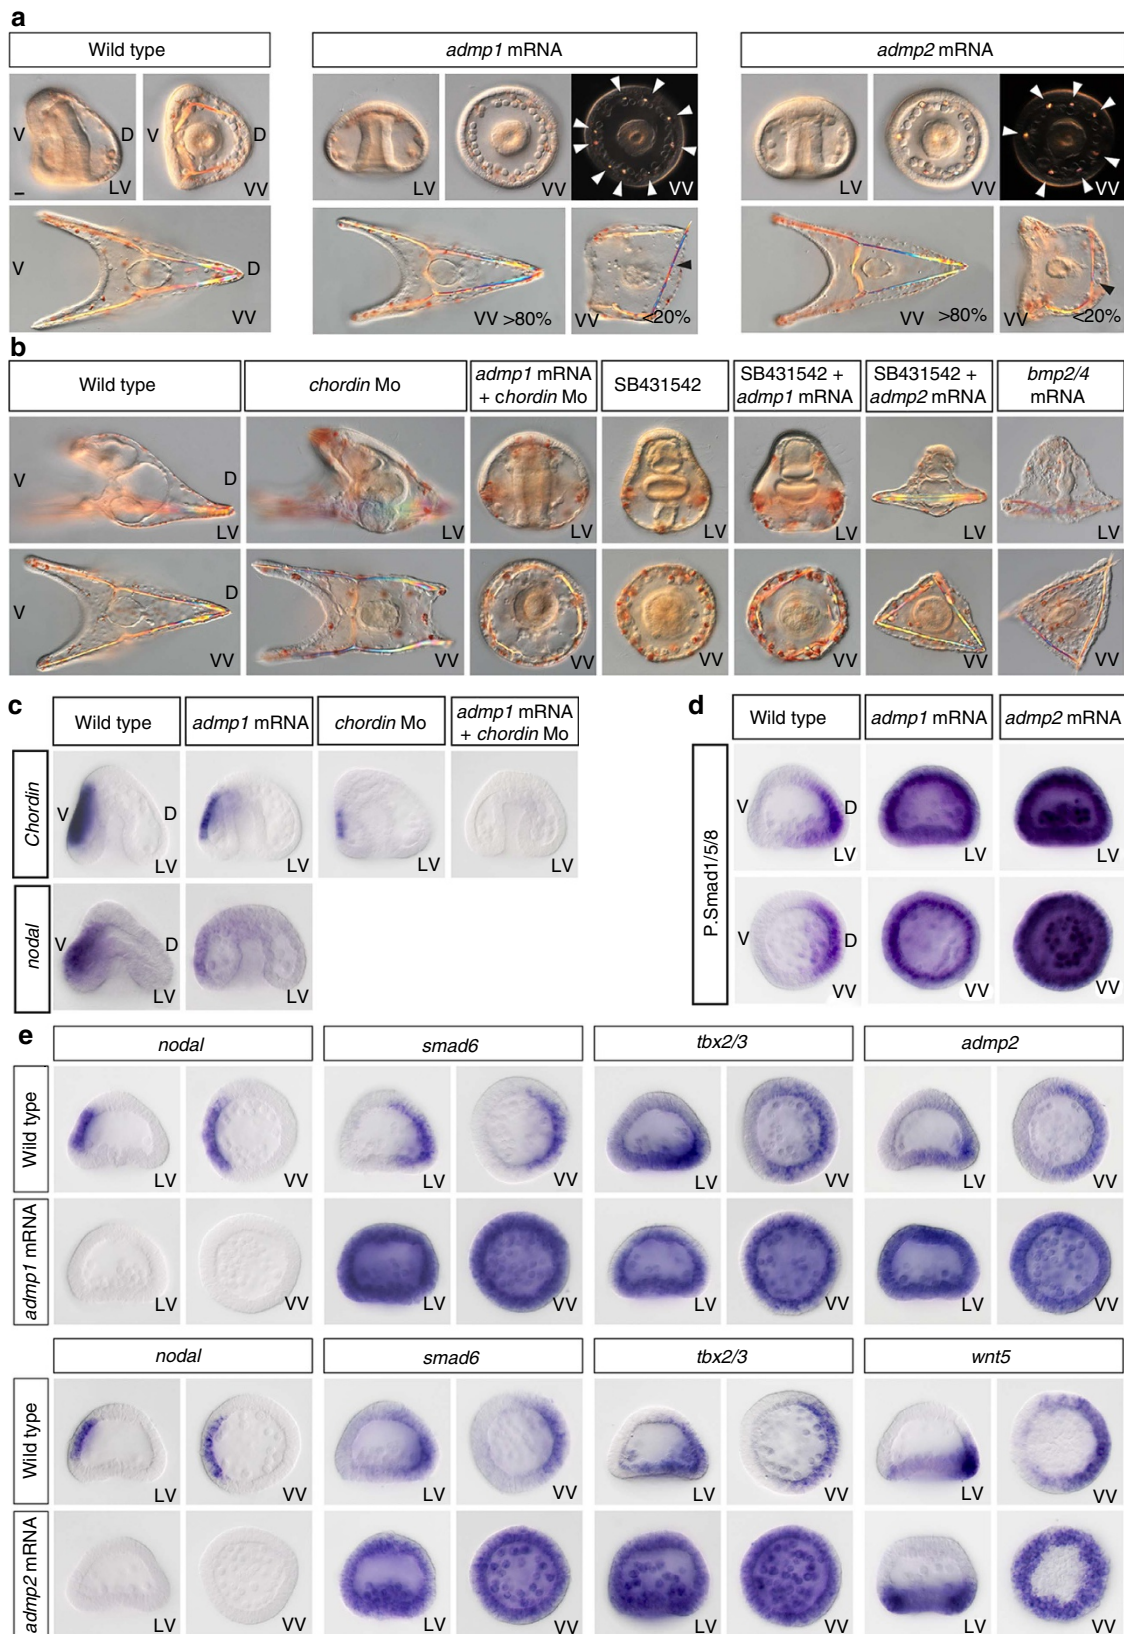 a
Wild type
admp1 mRNA
admp2 mRNA
V
D
LV
V
D
VV
LV
VV
VV
LV
VV
VV
V
D
VV
VV >80%
VV
<20%
VV >80%
VV
<20%
b
Wild type
chordin Mo
admp1 mRNA
+ chordin Mo
SB431542
SB431542 +
admp1 mRNA
SB431542 +
admp2 mRNA
bmp2/4
mRNA
V
D
LV
LV
LV
LV
LV
LV
LV
V
D
VV
VV
VV
VV
VV
VV
VV
c
Wild type
admp1 mRNA
chordin Mo
admp1 mRNA
+ chordin Mo
Chordin
V
D
LV
LV
LV
LV
nodal
V
D
LV
LV
d
Wild type
admp1 mRNA
admp2 mRNA
P.Smad1/5/8
V
D
LV
LV
LV
V
D
VV
VV
VV
e
nodal
smad6
tbx2/3
admp2
Wild type
LV
VV
LV
VV
LV
VV
LV
VV
admp1 mRNA
LV
VV
LV
VV
LV
VV
LV
VV
nodal
smad6
tbx2/3
wnt5
Wild type
LV
VV
LV
VV
LV
VV
LV
VV
admp2 mRNA
LV
VV
LV
VV
LV
VV
LV
VV